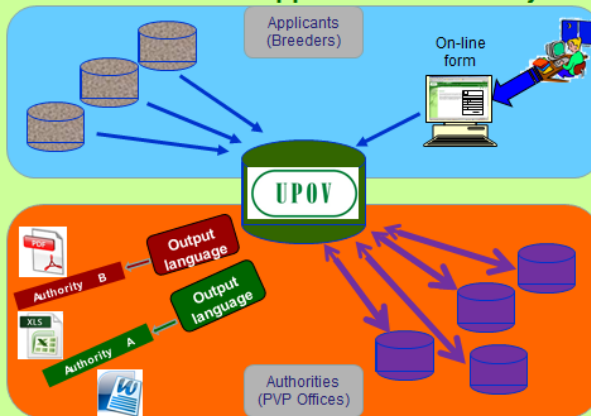 Applicants
(Breeders)
On-line
form
UPOV
PDF
Output
language
Authority B
Output
language
XLS
Authority A
W
Authorities
(PVP Offices)